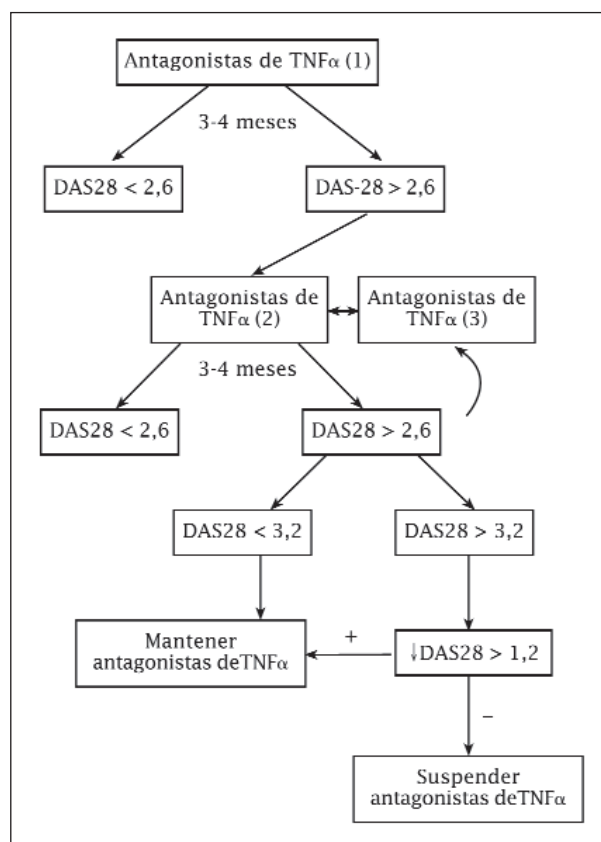 Antagonistas de TNFα (1)
3-4 meses
DAS28 < 2,6
DAS-28 > 2,6
Antagonistas de
TNFα (2)
Antagonistas de
TNFα (3)
3-4 meses
DAS28 < 2,6
DAS28 > 2,6
DAS28 < 3,2
DAS28 > 3,2
Mantener
antagonistas deTNFα
+
↓DAS28 > 1,2
–
Suspender
antagonistas deTNFα